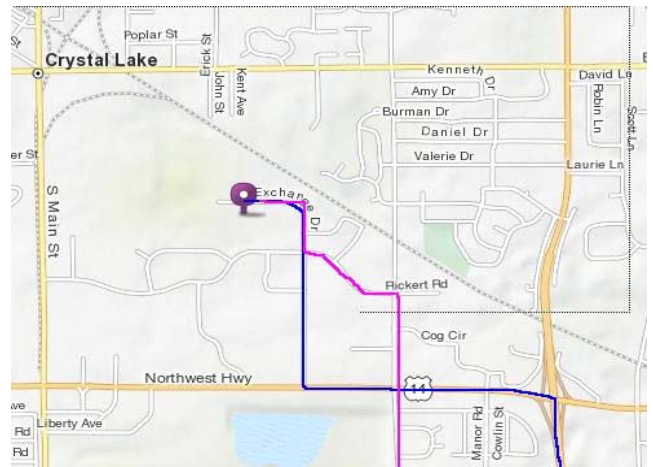 Poplar St
Crystal Lake
Erick St
John St
Kent Ave
Kenneth Dr
Amy Dr
David Ln
Robin Ln
Scott Ln
Burman Dr
Daniel Dr
Valerie Dr
Laurie Ln
er St
S Main St
Exchange Dr
Rickert Rd
Cog Cir
Northwest Hwy
14
ve
Liberty Ave
Rd
Rd
Manor Rd
Cowlin St